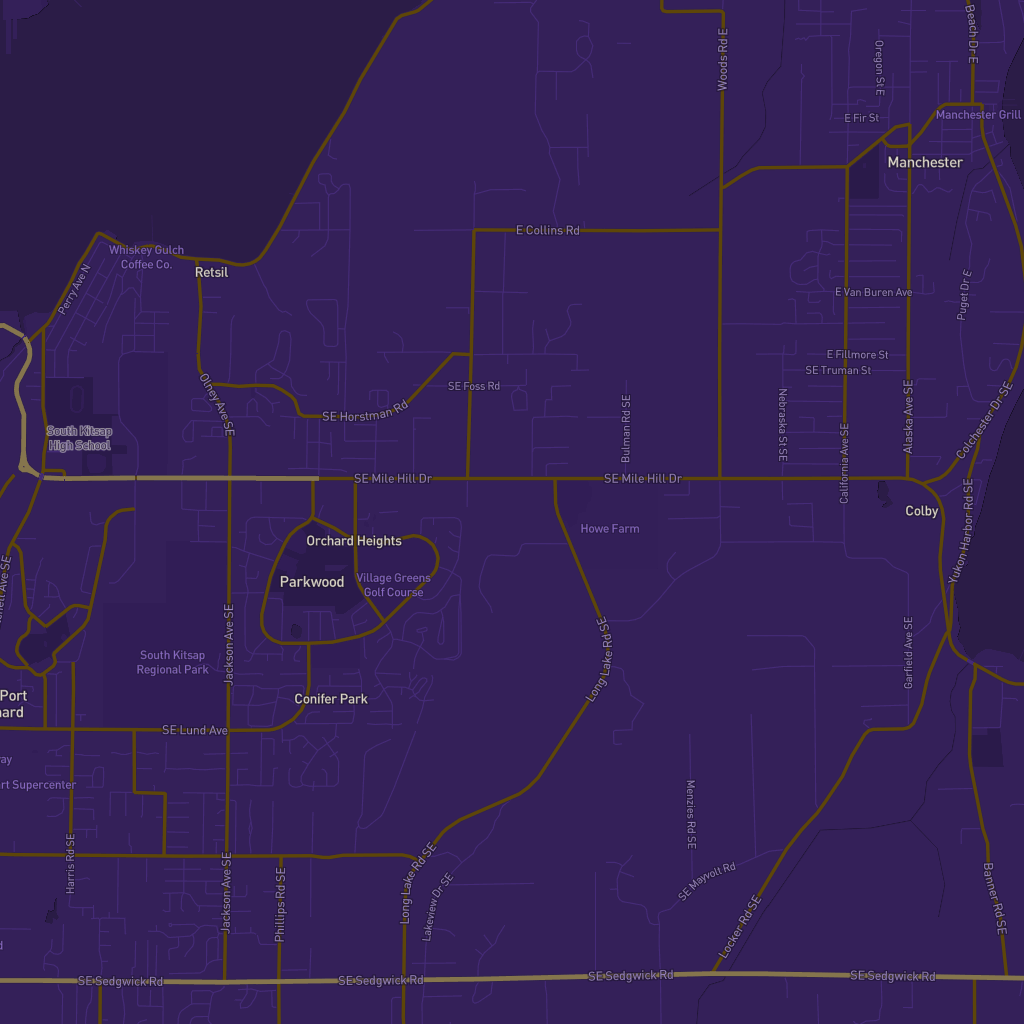 Beach Dr E
Woods Rd E
Oregon St E
E Fir St
Manchester Grill
Manchester
E Collins Rd
Whiskey Gulch
Coffee Co.
Retsil
Perry Ave N
Puget Dr E
E Van Buren Ave
E Fillmore St
SE Truman St
SE Foss Rd
Olney Ave SE
SE Horstman Rd
Bulman Rd SE
Nebraska St SE
California Ave SE
Alaska Ave SE
Colchester Dr SE
South Kitsap
High School
SE Mile Hill Dr
SE Mile Hill Dr
Colby
Howe Farm
Orchard Heights
Parkwood
Village Greens
Golf Course
Yukon Harbor Rd SE
Jackson Ave SE
Long Lake Rd SE
Garfield Ave SE
South Kitsap
Regional Park
Conifer Park
Port
SE Lund Ave
Supercenter
Menzies Rd SE
Harris Rd SE
Jackson Ave SE
Phillips Rd SE
Long Lake Rd SE
Lakeview Dr SE
SE Mayvolt Rd
Locker Rd SE
Banner Rd SE
SE Sedgwick Rd
SE Sedgwick Rd
SE Sedgwick Rd
SE Sedgwick Rd